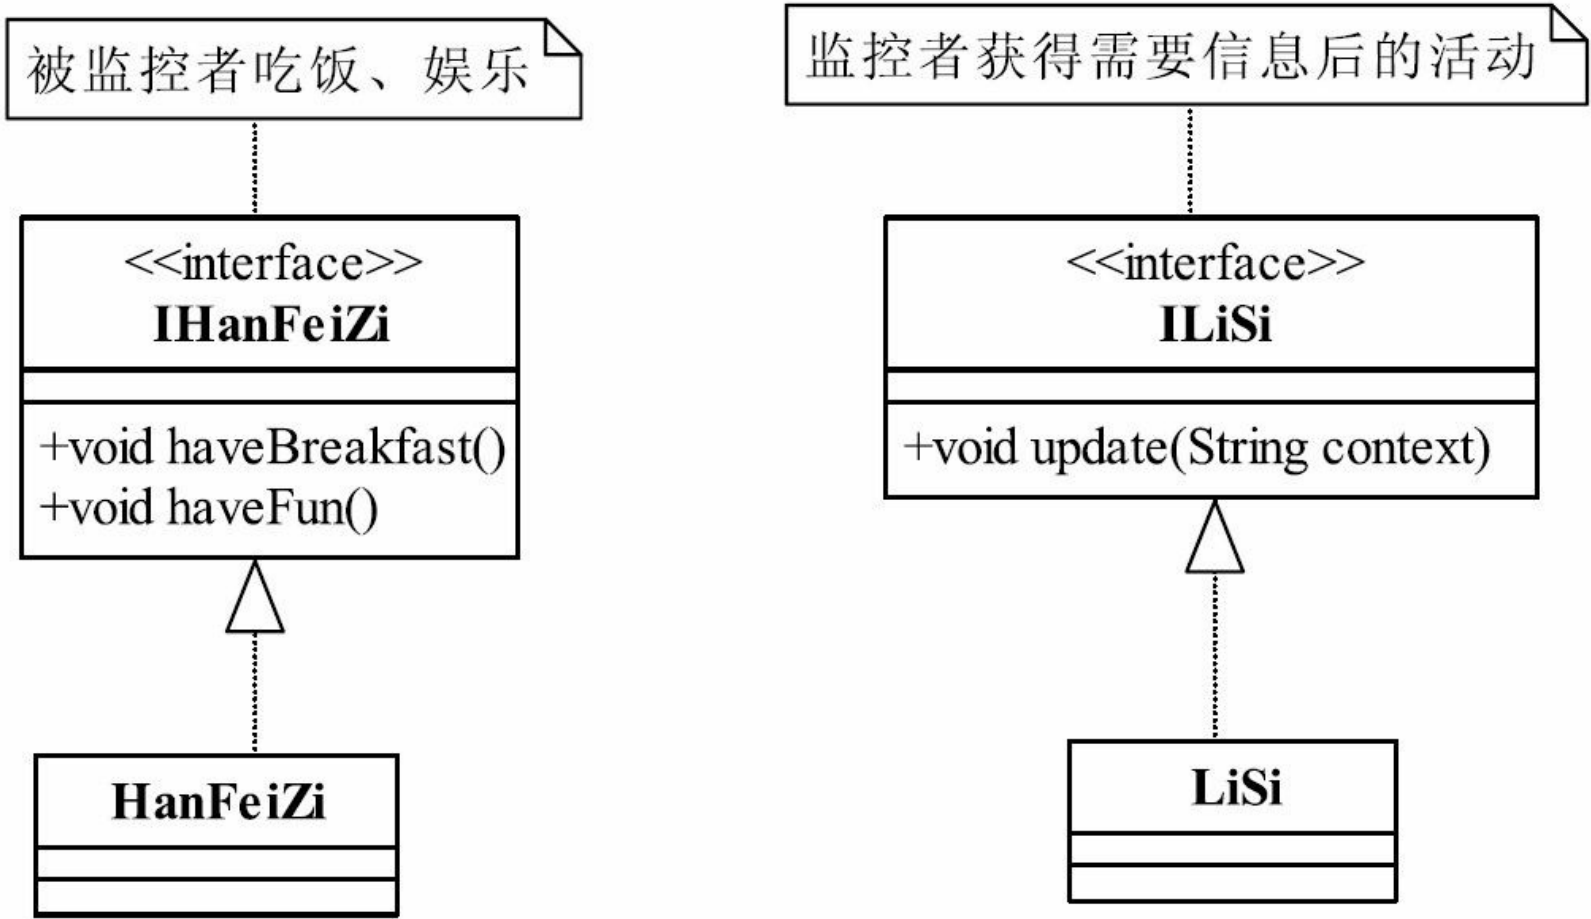 被监控者吃饭、娱乐
监控者获得需要信息后的活动
<<interface>>
IHanFeiZi
+void haveBreakfast()
+void haveFun()
HanFeiZi
<<interface>>
ILiSi
+void update(String context)
LiSi